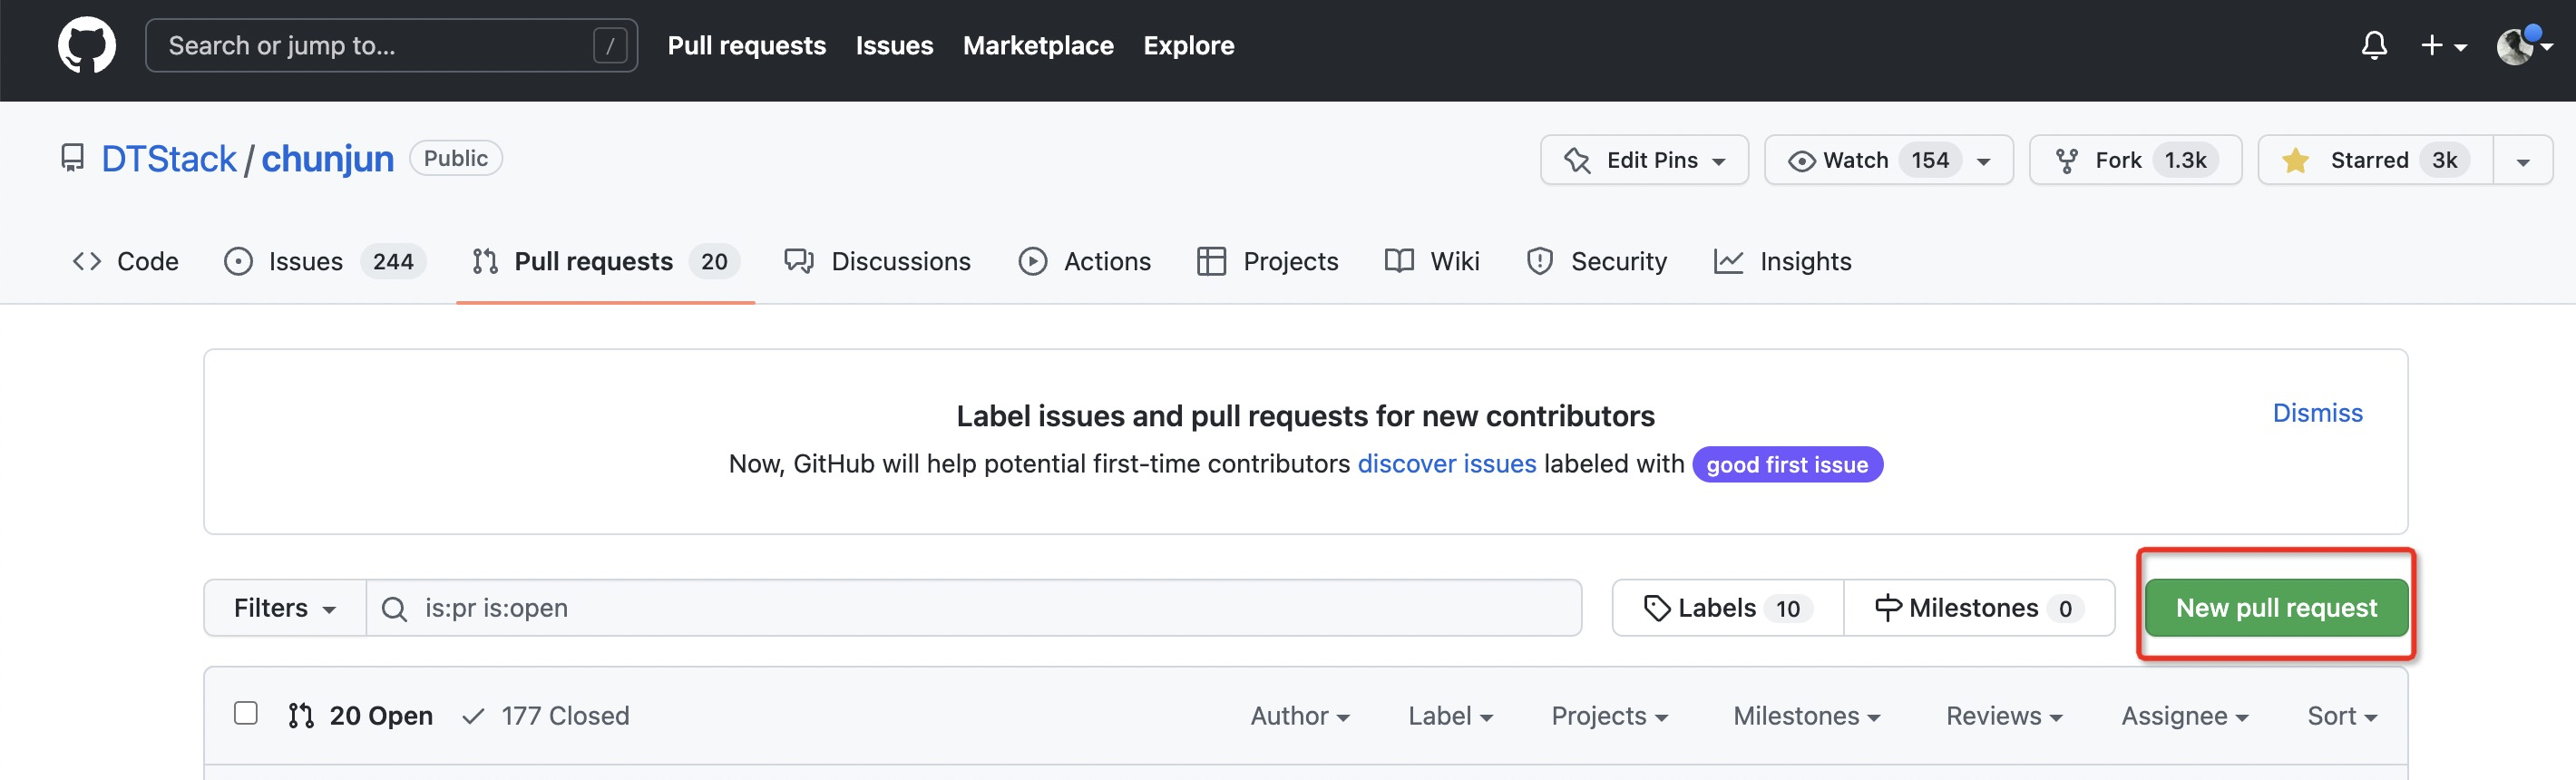 Search or jump to... / Pull requests Issues Marketplace Explore
DTStack / chunjun Public Edit Pins Watch 154 Fork 1.3k Starred 3k
Code Issues 244 Pull requests 20 Discussions Actions Projects Wiki Security Insights
Label issues and pull requests for new contributors
Dismiss
Now, GitHub will help potential first-time contributors discover issues labeled with good first issue
Filters is:pr is:open Labels 10 Milestones 0 New pull request
20 Open 177 Closed Author Label Projects Milestones Reviews Assignee Sort